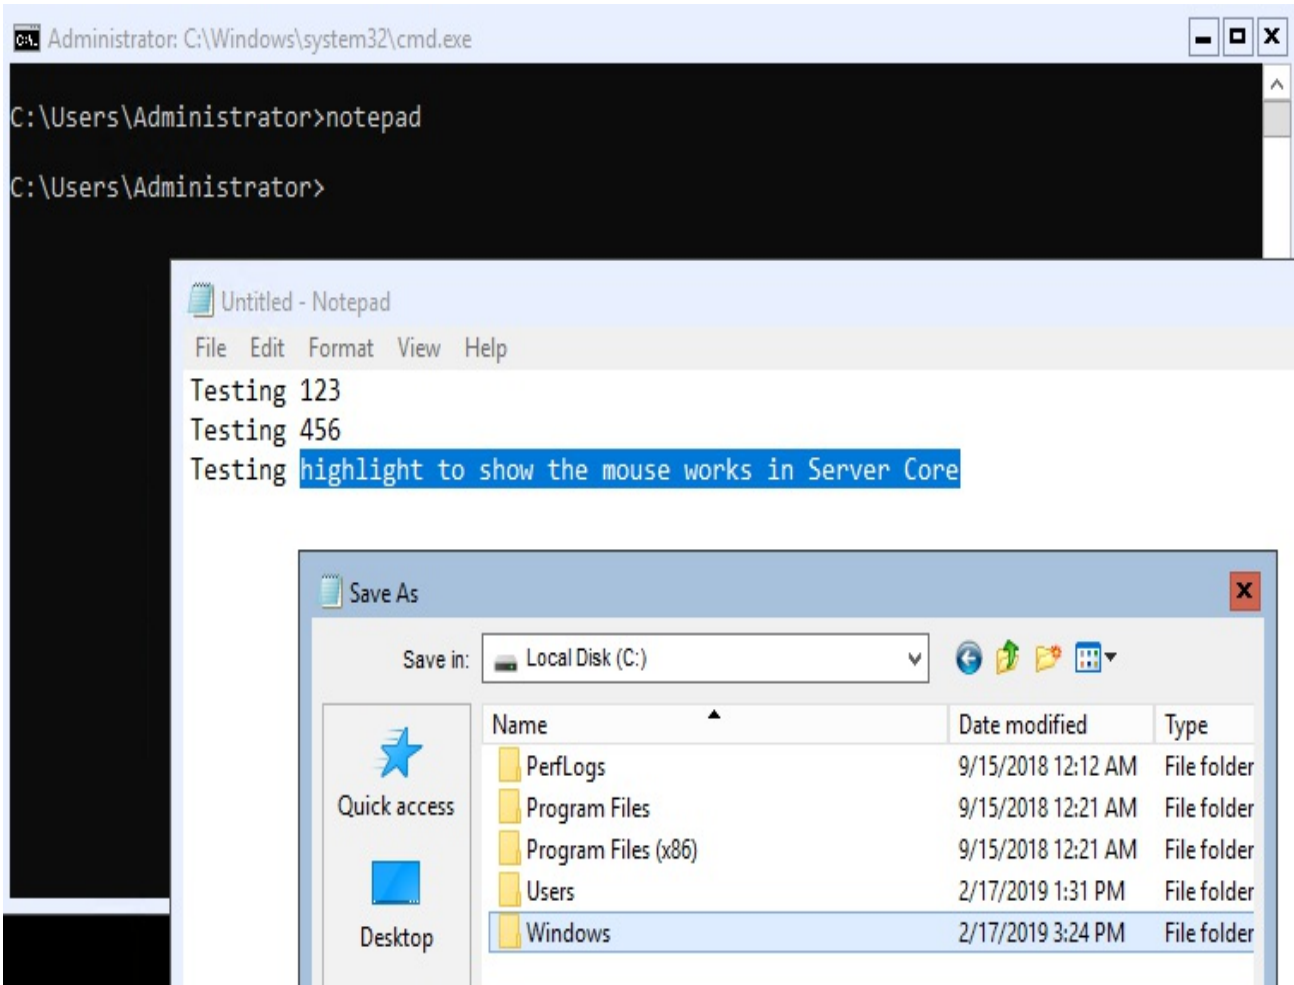 Administrator: C:\Windows\system32\cmd.exe
C:\Users\Administrator>notepad
C:\Users\Administrator>
Untitled - Notepad
File Edit Format View Help
Testing 123
Testing 456
Testing highlight to show the mouse works in Server Core
Save As
Save in: Local Disk (C:)
Name Date modified Type
PerfLogs 9/15/2018 12:12 AM File folder
Program Files 9/15/2018 12:21 AM File folder
Quick access
Program Files (x86) 9/15/2018 12:21 AM File folder
Users 2/17/2019 1:31 PM File folder
Windows 2/17/2019 3:24 PM File folder
Desktop